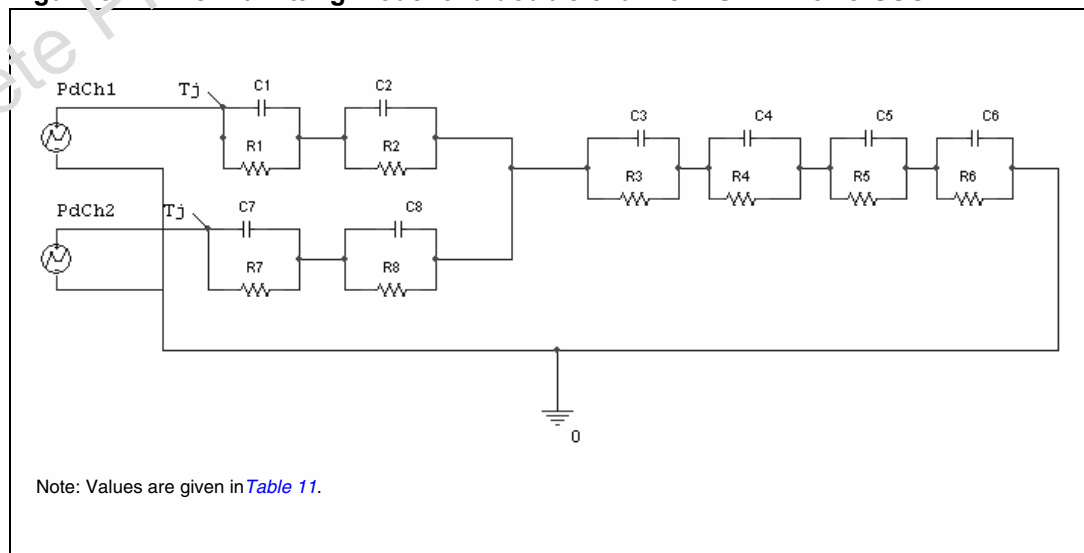 PdCh1
Tj
C1
C2
R1
R2
C3
C4
C5
C6
R3
R4
R5
R6
PdCh2
Tj
C7
C8
R7
R8
0
Note: Values are given in Table 11.